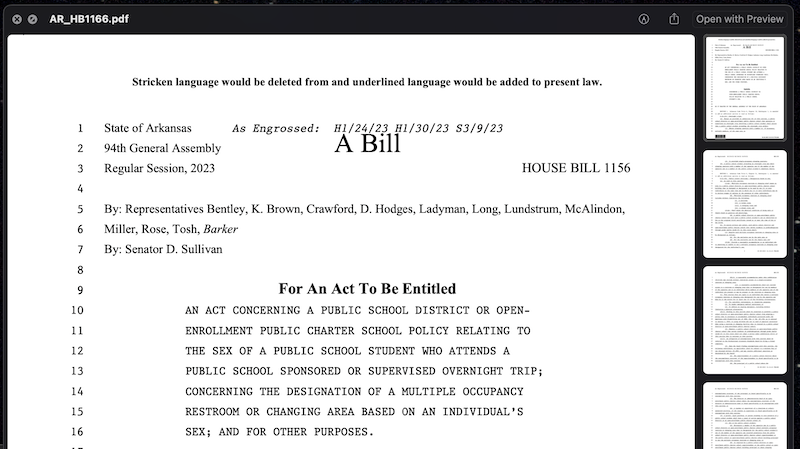 AR_HB1166.pdf
Open with Preview
Stricken language would be deleted from and underlined language would be added to present law.
1 State of Arkansas As Engrossed: H1/24/23 H1/30/23 S3/9/23
2 94th General Assembly A Bill
3 Regular Session, 2023 HOUSE BILL 1156
4
5 By: Representatives Bentley, K. Brown, Crawford, D. Hodges, Ladyman, Long, Lundstrum, McAlindon,
6 Miller, Rose, Tosh, Barker
7 By: Senator D. Sullivan
8
9 For An Act To Be Entitled
10 AN ACT CONCERNING A PUBLIC SCHOOL DISTRICT OR OPEN-
11 ENROLLMENT PUBLIC CHARTER SCHOOL POLICY RELATING TO
12 THE SEX OF A PUBLIC SCHOOL STUDENT WHO ATTENDS A
13 PUBLIC SCHOOL SPONSORED OR SUPERVISED OVERNIGHT TRIP;
14 CONCERNING THE DESIGNATION OF A MULTIPLE OCCUPANCY
15 RESTROOM OR CHANGING AREA BASED ON AN INDIVIDUAL'S
16 SEX; AND FOR OTHER PURPOSES.